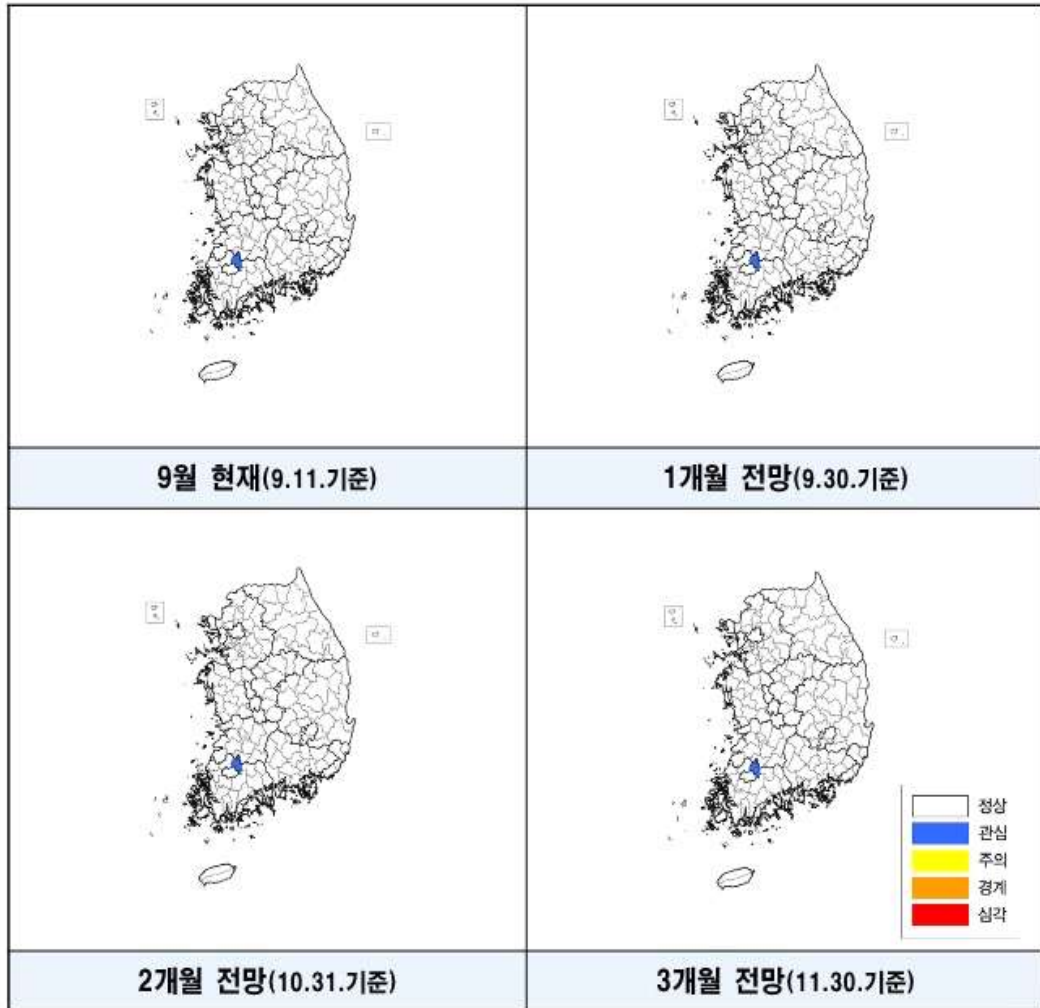 9월 현재(9.11.기준)
1개월 전망(9.30.기준)
정상
관심
주의
경계
심각
2개월 전망(10.31.기준)
3개월 전망(11.30.기준)